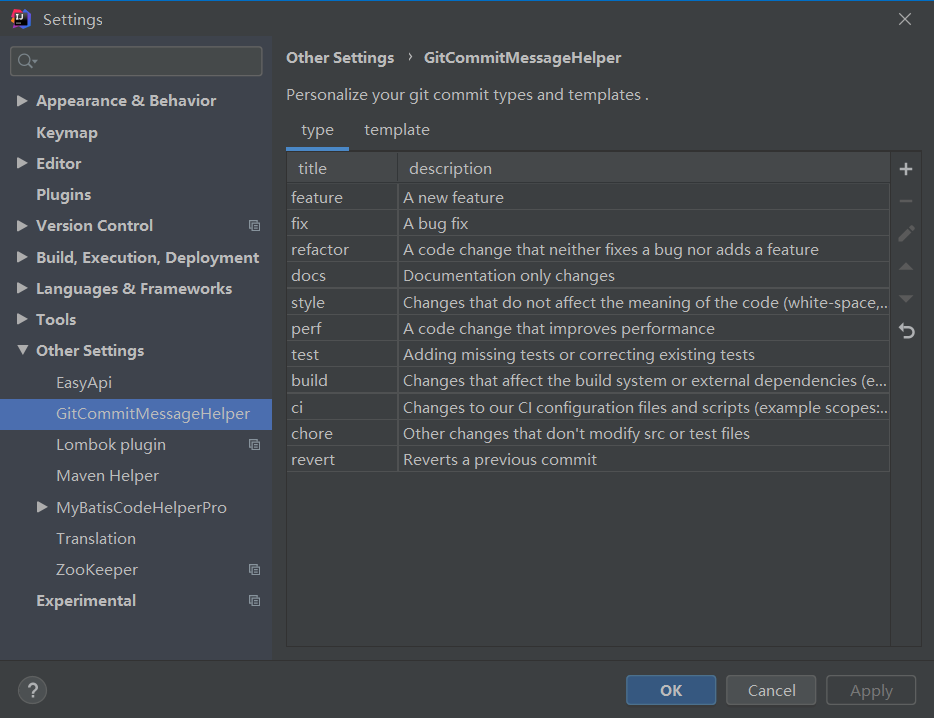 Settings
Appearance & Behavior
Keymap
Editor
Plugins
Version Control
Build, Execution, Deployment
Languages & Frameworks
Tools
Other Settings
EasyApi
GitCommitMessageHelper
Lombok plugin
Maven Helper
MyBatisCodeHelperPro
Translation
ZooKeeper
Experimental
Other Settings › GitCommitMessageHelper
Personalize your git commit types and templates .
type template
title description
feature A new feature
fix A bug fix
refactor A code change that neither fixes a bug nor adds a feature
docs Documentation only changes
style Changes that do not affect the meaning of the code (white-space,..
perf A code change that improves performance
test Adding missing tests or correcting existing tests
build Changes that affect the build system or external dependencies (e...
ci Changes to our CI configuration files and scripts (example scopes:..
chore Other changes that don't modify src or test files
revert Reverts a previous commit
? OK Cancel Apply